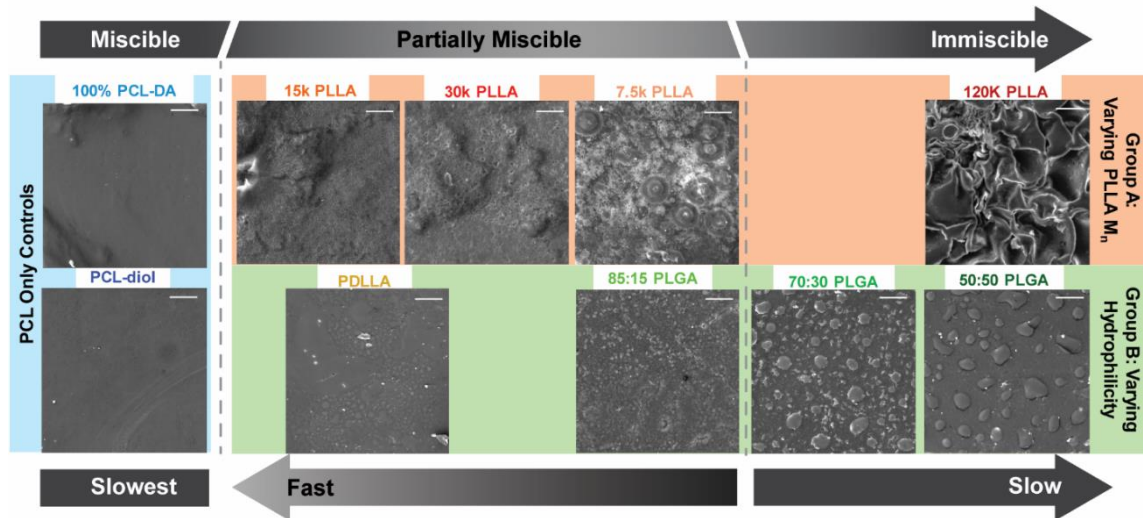 Miscible
Partially Miscible
Immiscible
PCL Only Controls
100% PCL-DA
15k PLLA
30k PLLA
7.5k PLLA
120K PLLA
Group A:
Varying PLLA Mn
PCL-diol
PDLLA
85:15 PLGA
70:30 PLGA
50:50 PLGA
Group B: Varying
Hydrophilicity
Slowest
Fast
Slow